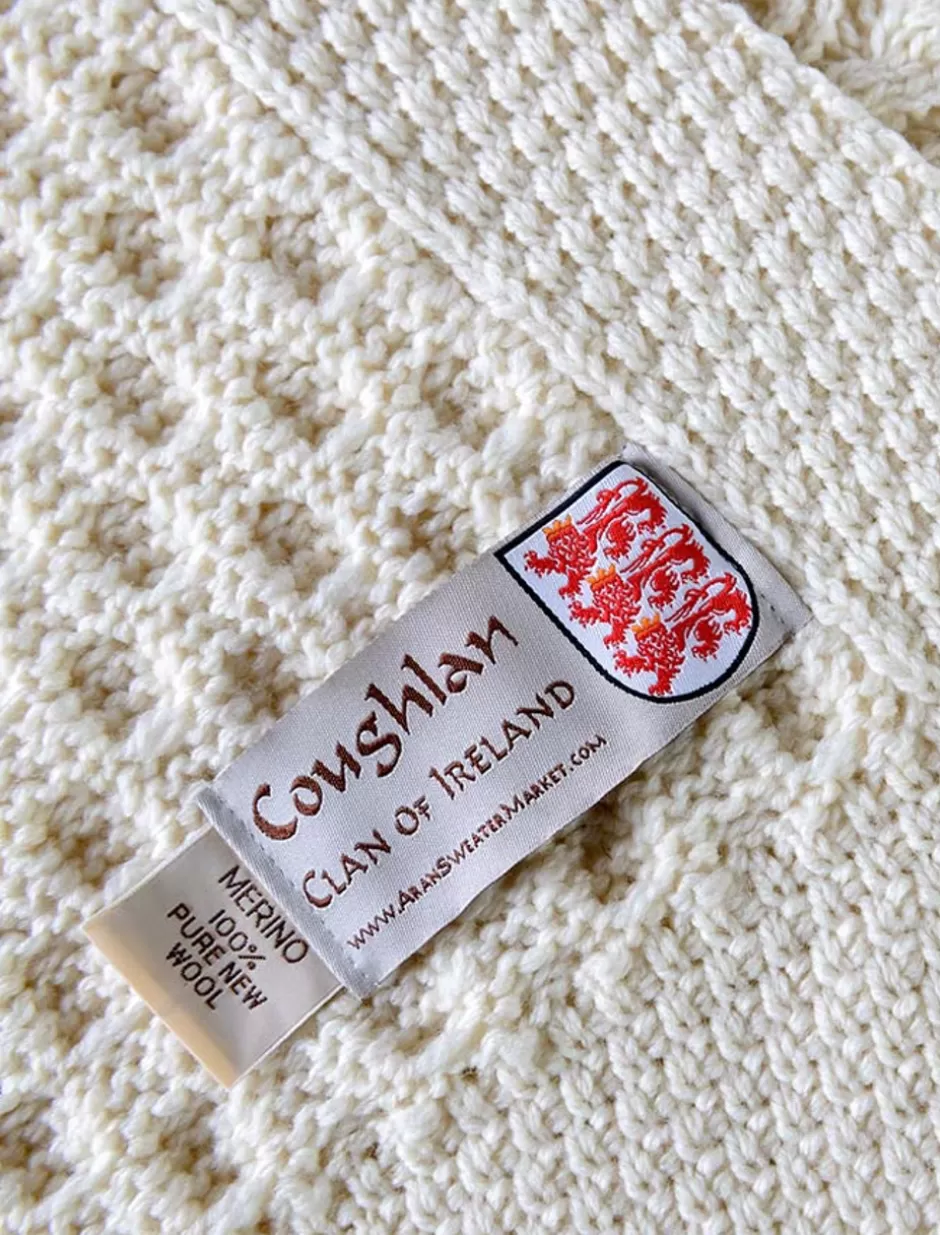 Coughlan
Clan of Ireland
www.AranSweaterMarket.com
MERINO
100%
PURE NEW
WOOL